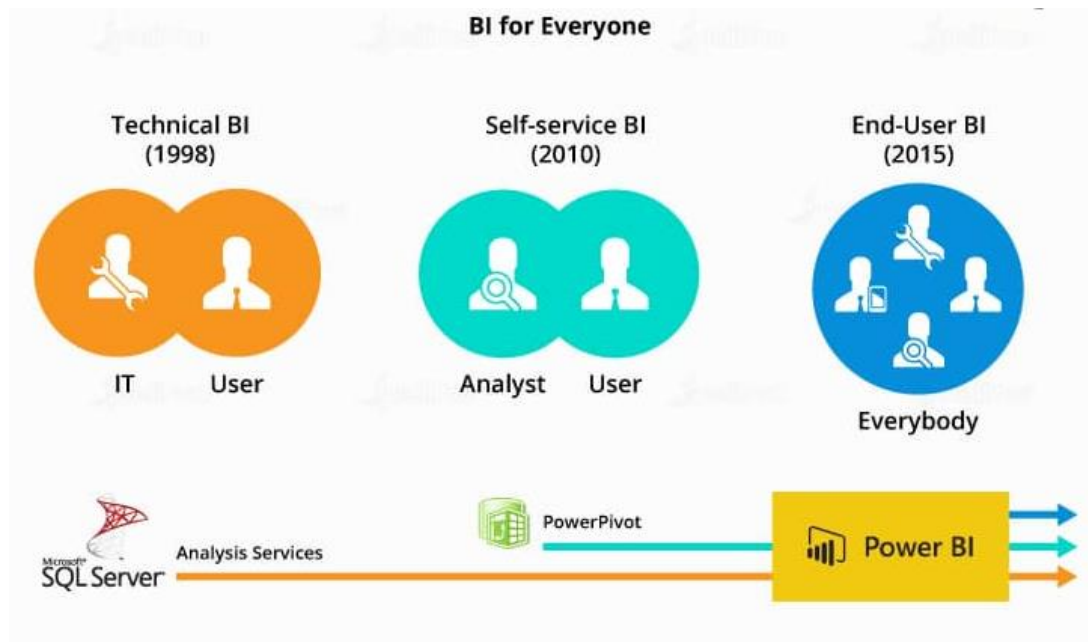 BI for Everyone
Technical BI
(1998)
Self-service BI
(2010)
End-User BI
(2015)
IT
User
Analyst
User
Everybody
Microsoft
SQL Server
Analysis Services
PowerPivot
Power BI